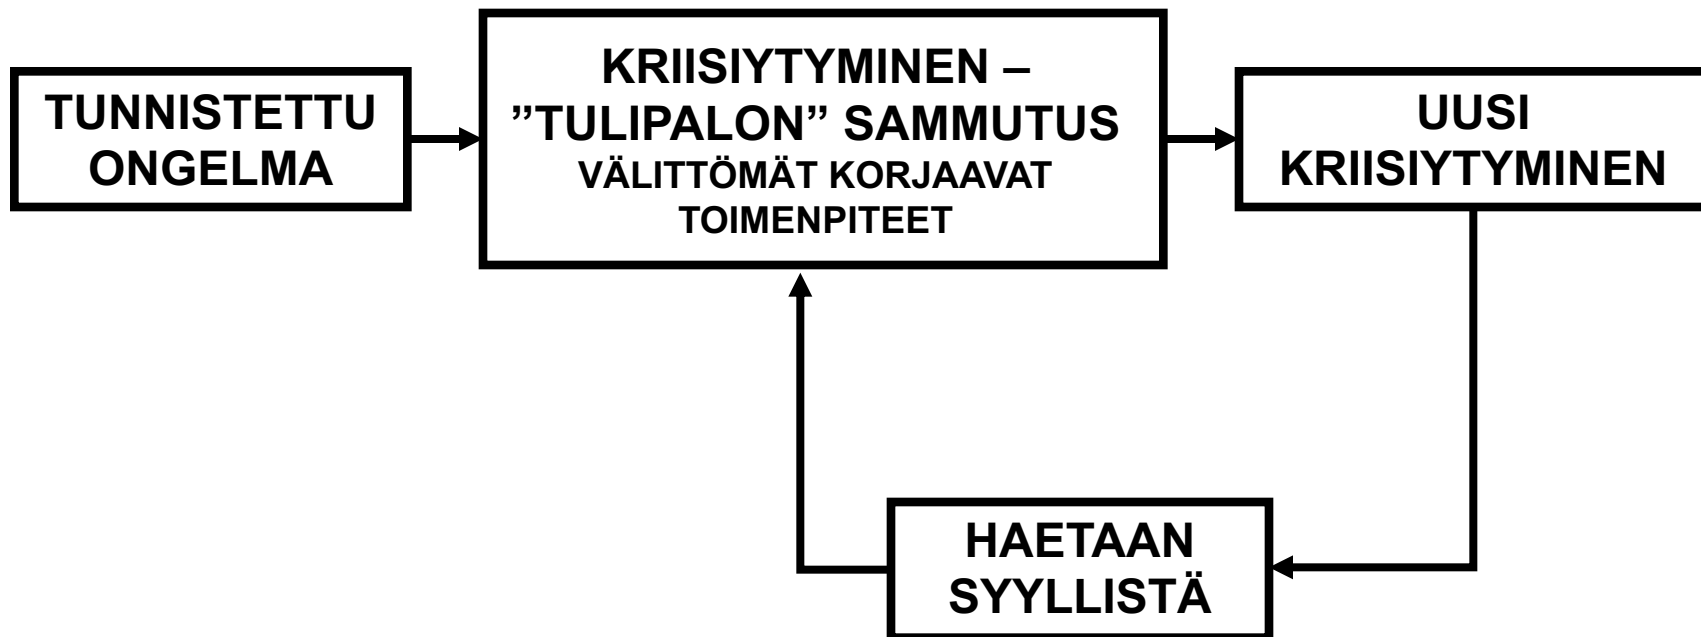 TUNNISTETTU
ONGELMA
KRIISIYTYMINEN –
”TULIPALON” SAMMUTUS
VÄLITTÖMÄT KORJAAVAT
TOIMENPITEET
UUSI
KRIISIYTYMINEN
HAETAAN
SYYLLISTÄ